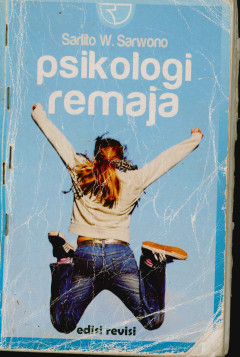 Sarlito W. Sarwono
psikologi
remaja
edisi revisi